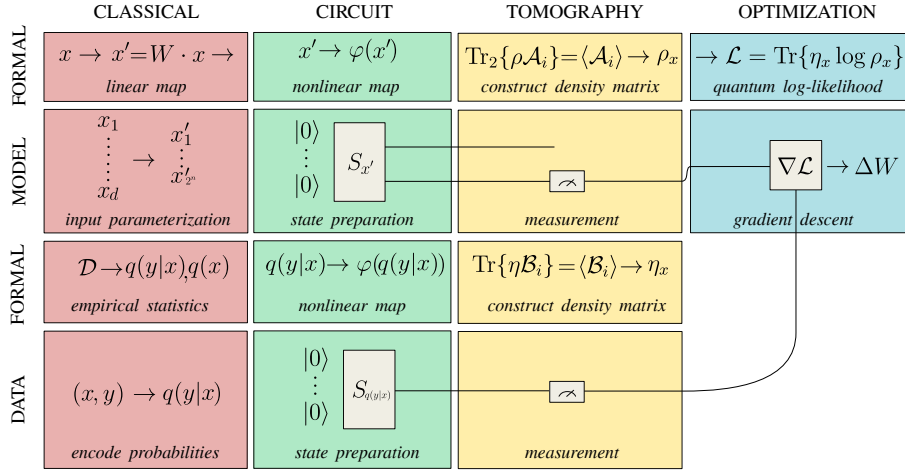 CLASSICAL CIRCUIT TOMOGRAPHY OPTIMIZATION
FORMAL
x → x′=W · x →
linear map
x′ → φ(x′)
nonlinear map
Tr₂{ρ𝒜ᵢ}=⟨𝒜ᵢ⟩ → ρₓ
construct density matrix
→ ℒ = Tr{ηₓ log ρₓ}
quantum log-likelihood
MODEL
x₁
⋮
x_d
→
x′₁
⋮
x′_{2ⁿ}
input parameterization
|0⟩
⋮
|0⟩
S_{x′}
state preparation
measurement
∇ℒ → ΔW
gradient descent
FORMAL
𝒟 → q(y|x),q(x)
empirical statistics
q(y|x) → φ(q(y|x))
nonlinear map
Tr{ηℬᵢ}=⟨ℬᵢ⟩ → ηₓ
construct density matrix
DATA
(x, y) → q(y|x)
encode probabilities
|0⟩
⋮
|0⟩
S_{q(y|x)}
state preparation
measurement